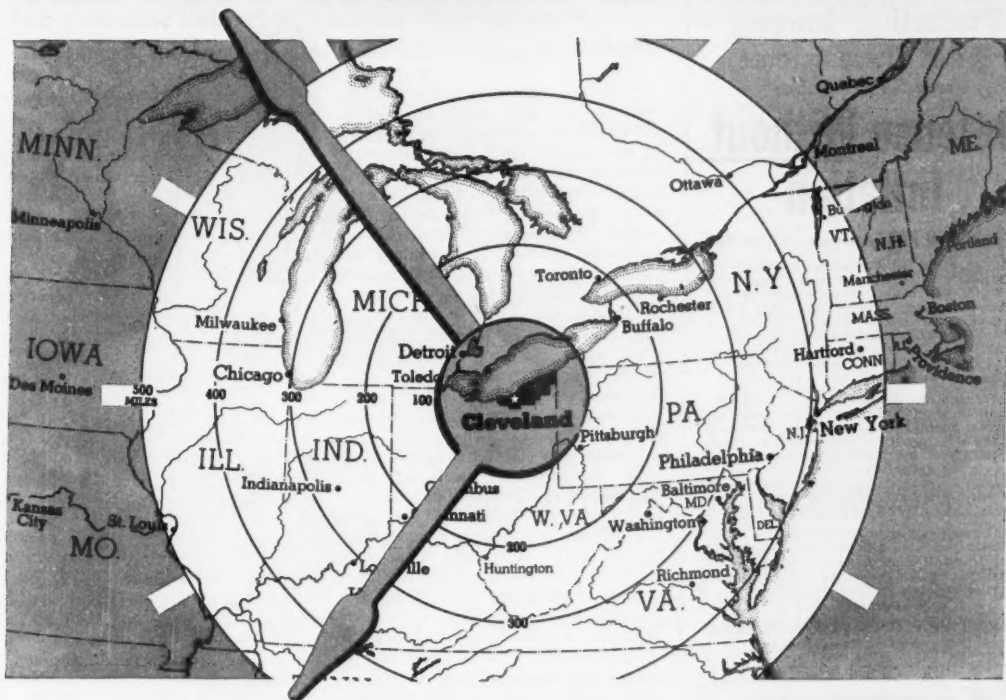 Quebec
MINN.
ME.
Montreal
Ottawa
Minneapolis
WIS.
VT.
N.H.
Portland
Toronto
N.Y
Manchester
MICH
Rochester
Milwaukee
Buffalo
MASS.
Boston
IOWA
Detroit
Hartford
CONN
Providence
Chicago
Toledo
Des Moines
500
MILES
400
300
200
100
Cleveland
PA
N.J.
New York
Pittsburgh
ILL.
IND.
Philadelphia
Indianapolis
Baltimore
MD
Kansas
City
St. Louis
W. VA
Washington
DEL
MO.
200
Huntington
Richmond
VA.
300